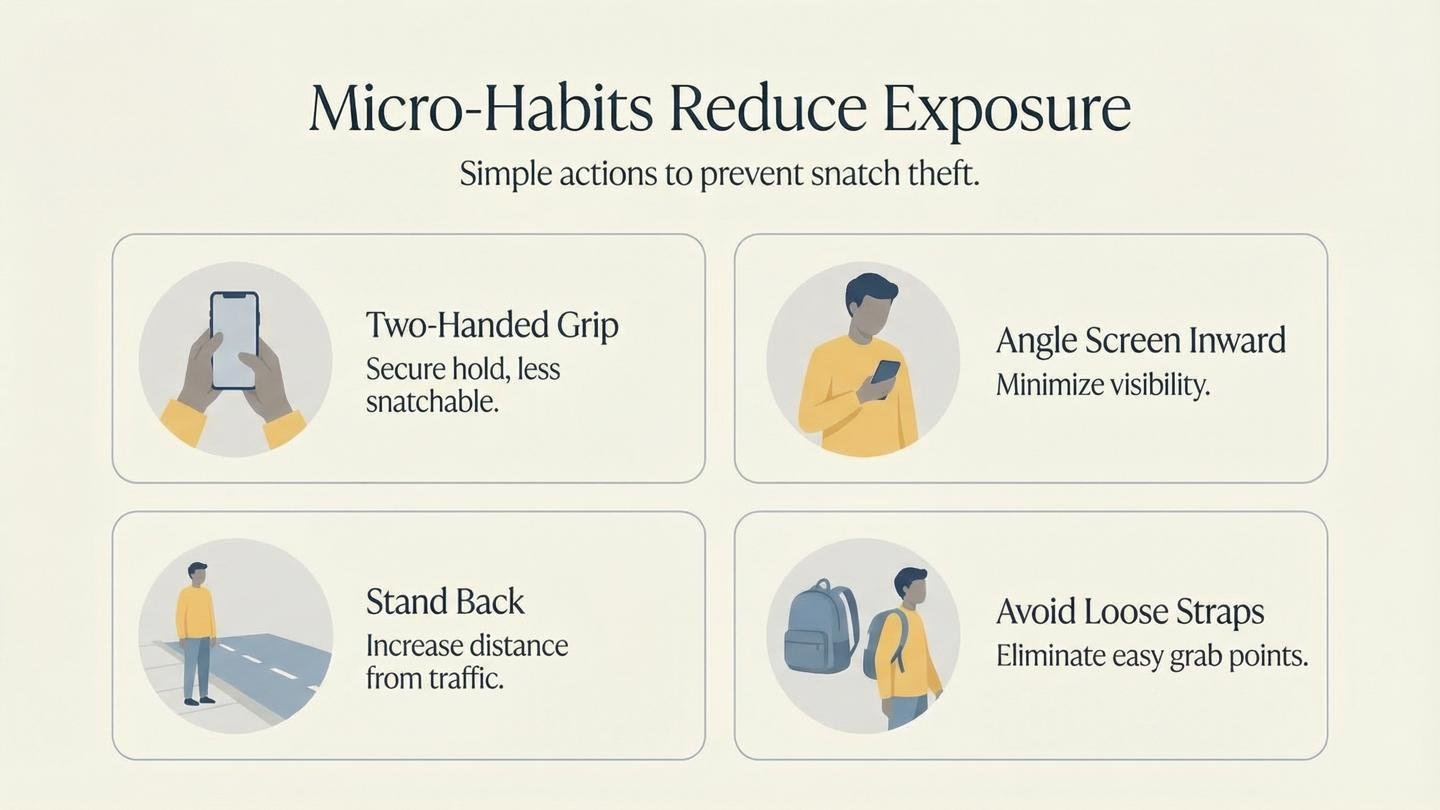 Micro-Habits Reduce Exposure
Simple actions to prevent snatch theft.
Two-Handed Grip
Secure hold, less
snatchable.
Angle Screen Inward
Minimize visibility.
Stand Back
Increase distance
from traffic.
Avoid Loose Straps
Eliminate easy grab points.